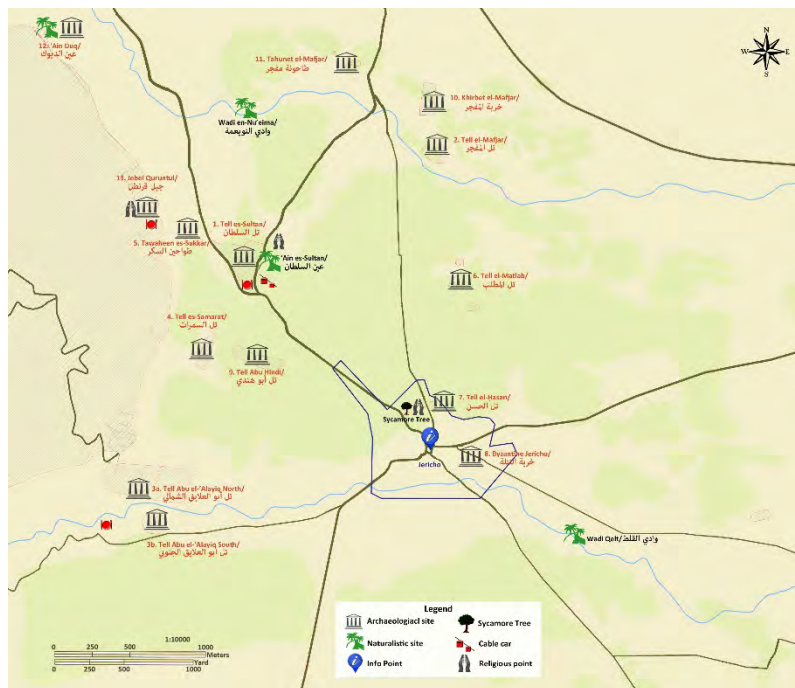 12. 'Ain Duq/
عين الديوك
11. Tahunet el-Mafjar/
طاحونة مفجر
N
W
E
S
10. Khirbet el-Mafjar/
خربة المفجر
Wadi en-Nu'eima/
وادي النويعمة
2. Tell el-Mafjar/
تل المفجر
13. Jebel Quruntul/
جبل قرنطل
1. Tell es-Sultan/
تل السلطان
5. Tawaheen es-Sukkar/
طواحين السكر
'Ain es-Sultan/
عين السلطان
6. Tell el-Matlab/
تل المطلب
4. Tell es-Samarat/
تل السمرات
9. Tell Abu Hindi/
تل أبو هندي
7. Tell el-Hasan/
تل الحسن
Sycamore Tree
i
8. Byzantine Jericho/
Jericho
3a. Tell Abu el-'Alayiq North/
تل أبو العلايق الشمالي
Wadi Qelt/وادي القلط
3b. Tell Abu el-'Alayiq South/
تل أبو العلايق الجنوبي
Legend
Archaeologiacl site
Sycamore Tree
Naturalistic site
Cable car
Info Point
Religious point
1:10000
0 250 500 1000
Meters
Yard
0 250 500 1000